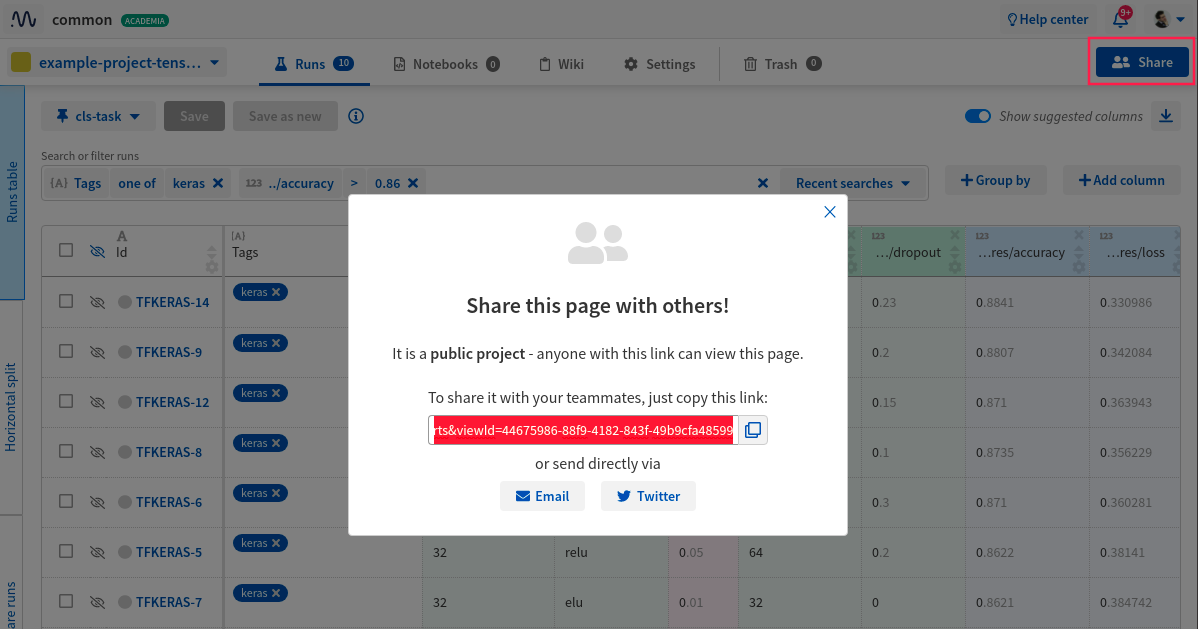 common ACADEMIA Help center 9+
example-project-tens... Runs 10 Notebooks 0 Wiki Settings Trash 0 Share
cls-task Save Save as new Show suggested columns
Search or filter runs
{A} Tags one of keras 123 ../accuracy > 0.86 Recent searches Group by Add column
Runs table
Horizontal split
are runs
A Id {A} Tags 123 .../dropout 123 ...res/accuracy 123 ...res/loss
TFKERAS-14 keras 0.23 0.8841 0.330986
TFKERAS-9 keras 0.2 0.8807 0.342084
TFKERAS-12 keras 0.15 0.871 0.363943
TFKERAS-8 keras 0.1 0.8735 0.356229
TFKERAS-6 keras 0.3 0.871 0.360281
TFKERAS-5 keras 32 relu 0.05 64 0.2 0.8622 0.38141
TFKERAS-7 keras 32 elu 0.01 32 0 0.8621 0.384742
Share this page with others!
It is a public project - anyone with this link can view this page.
To share it with your teammates, just copy this link:
rts&viewId=44675986-88f9-4182-843f-49b9cfa48599
or send directly via
Email Twitter